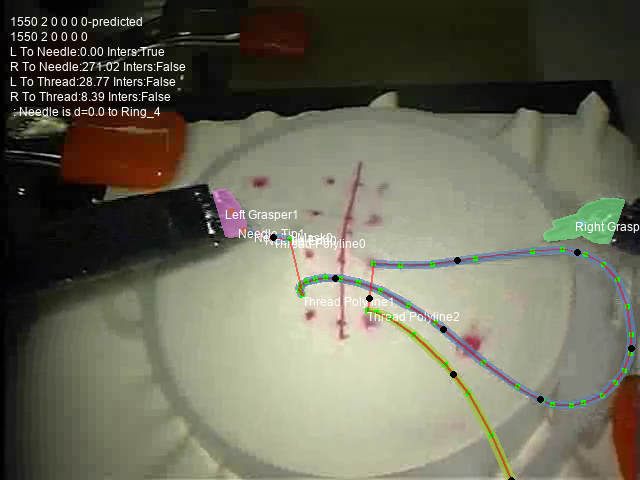 1550 2 0 0 0 0-predicted
1550 2 0 0 0 0
L To Needle:0.00 Inters:True
R To Needle:271.02 Inters:False
L To Thread:28.77 Inters:False
R To Thread:8.39 Inters:False
: Needle is d=0.0 to Ring_4
Left Grasper1
Right Grasp
Needle Tip1
Thread Polyline0
Thread Polyline1
Thread Polyline2